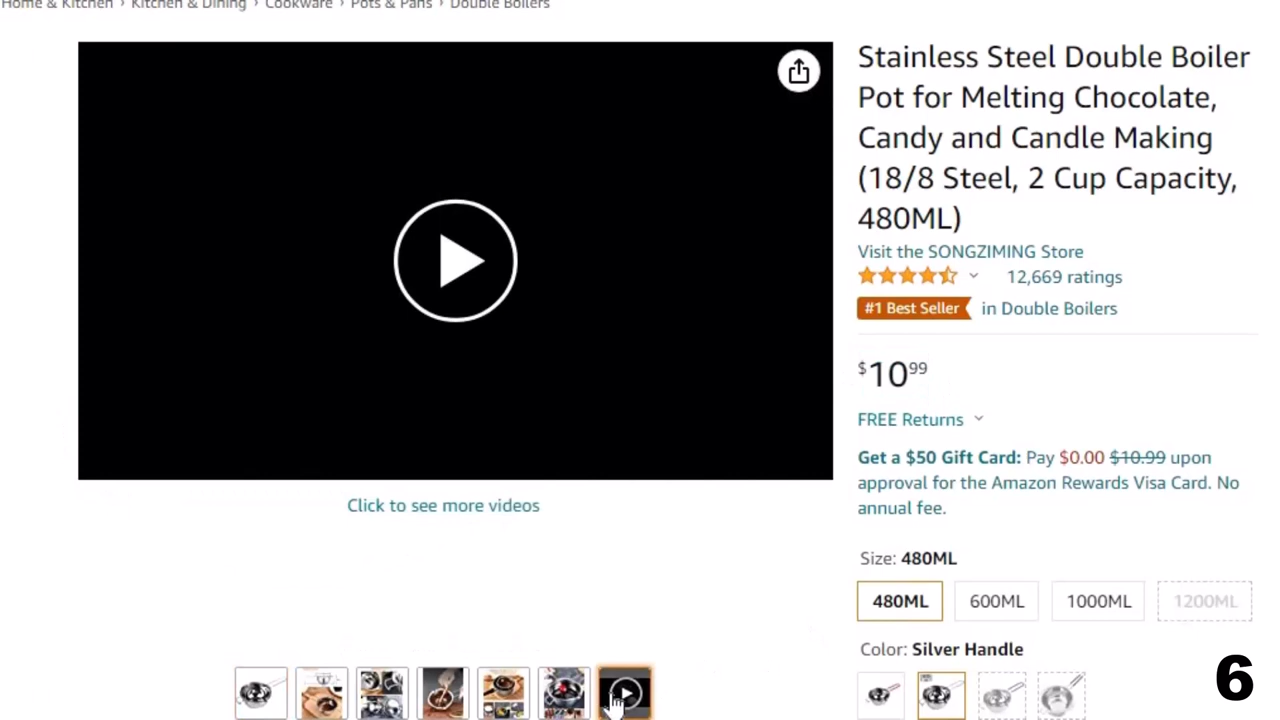 Home & Kitchen › Kitchen & Dining › Cookware › Pots & Pans › Double Boilers
Stainless Steel Double Boiler
Pot for Melting Chocolate,
Candy and Candle Making
(18/8 Steel, 2 Cup Capacity,
480ML)
Visit the SONGZIMING Store
12,669 ratings
#1 Best Seller in Double Boilers
$10.99
FREE Returns
Get a $50 Gift Card: Pay $0.00 $10.99 upon
approval for the Amazon Rewards Visa Card. No
annual fee.
Click to see more videos
Size: 480ML
480ML 600ML 1000ML 1200ML
Color: Silver Handle
6